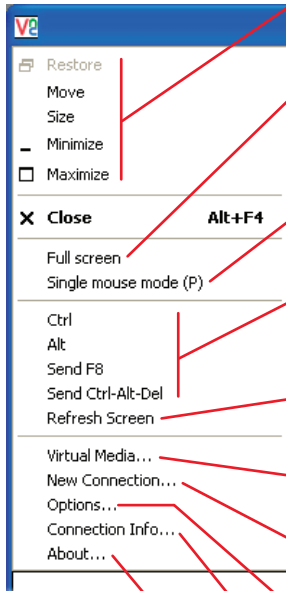 VE
Restore
Move
Size
Minimize
Maximize
Close Alt+F4
Full screen
Single mouse mode (P)
Ctrl
Alt
Send F8
Send Ctrl-Alt-Del
Refresh Screen
Virtual Media...
New Connection...
Options...
Connection Info...
About...